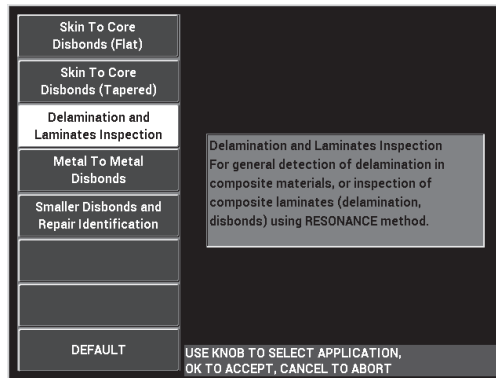 Skin To Core
Disbonds (Flat)
Skin To Core
Disbonds (Tapered)
Delamination and
Laminates Inspection
Metal To Metal
Disbonds
Smaller Disbonds and
Repair Identification
DEFAULT
Delamination and Laminates Inspection
For general detection of delamination in
composite materials, or inspection of
composite laminates (delamination,
disbonds) using RESONANCE method.
USE KNOB TO SELECT APPLICATION,
OK TO ACCEPT, CANCEL TO ABORT